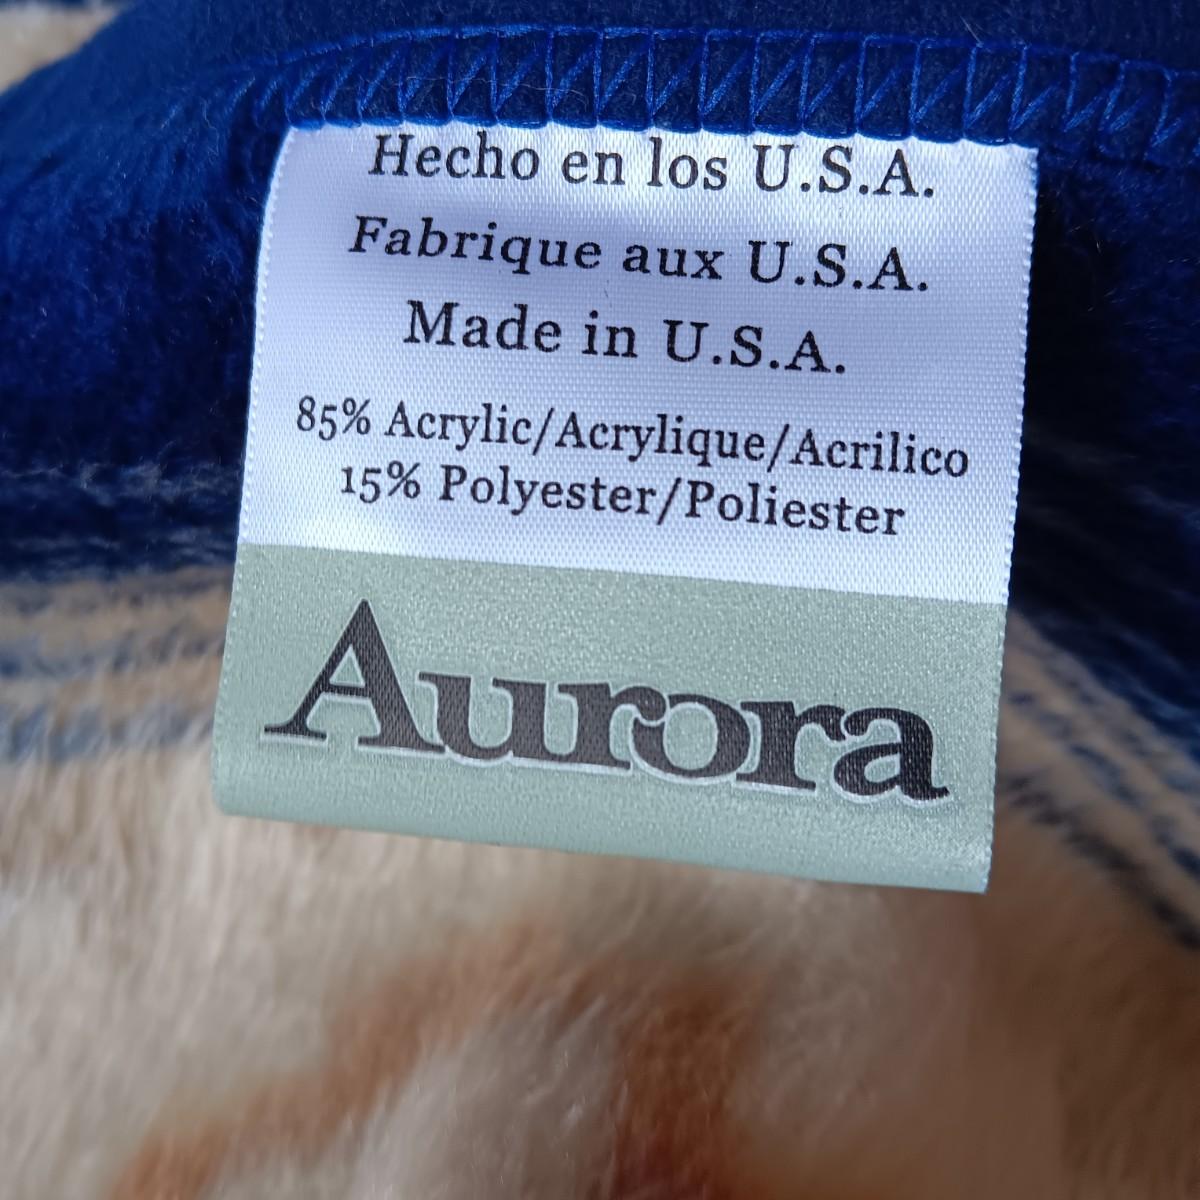 Hecho en los U.S.A.
Fabrique aux U.S.A.
Made in U.S.A.
85% Acrylic/Acrylique/Acrilico
15% Polyester/Poliester
Aurora